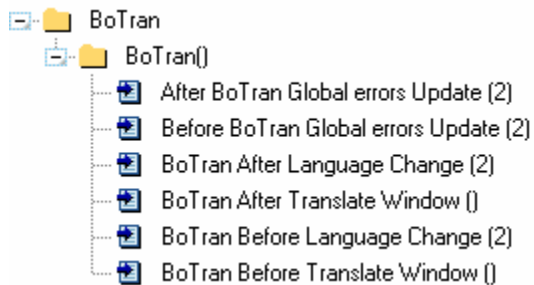 BoTran
BoTran()
After BoTran Global errors Update (2)
Before BoTran Global errors Update (2)
BoTran After Language Change (2)
BoTran After Translate Window ()
BoTran Before Language Change (2)
BoTran Before Translate Window ()